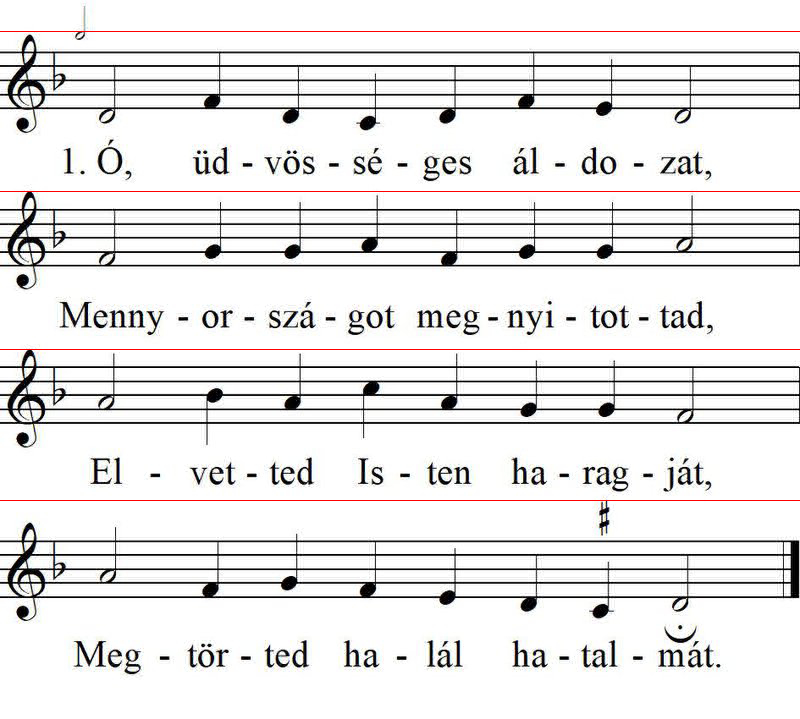 1. Ó, üd - vös - sé - ges ál - do - zat,
Menny - or - szá - got meg - nyi - tot - tad,
El - vet - ted Is - ten ha - rag - ját,
Meg - tör - ted ha - lál ha - tal - mát.